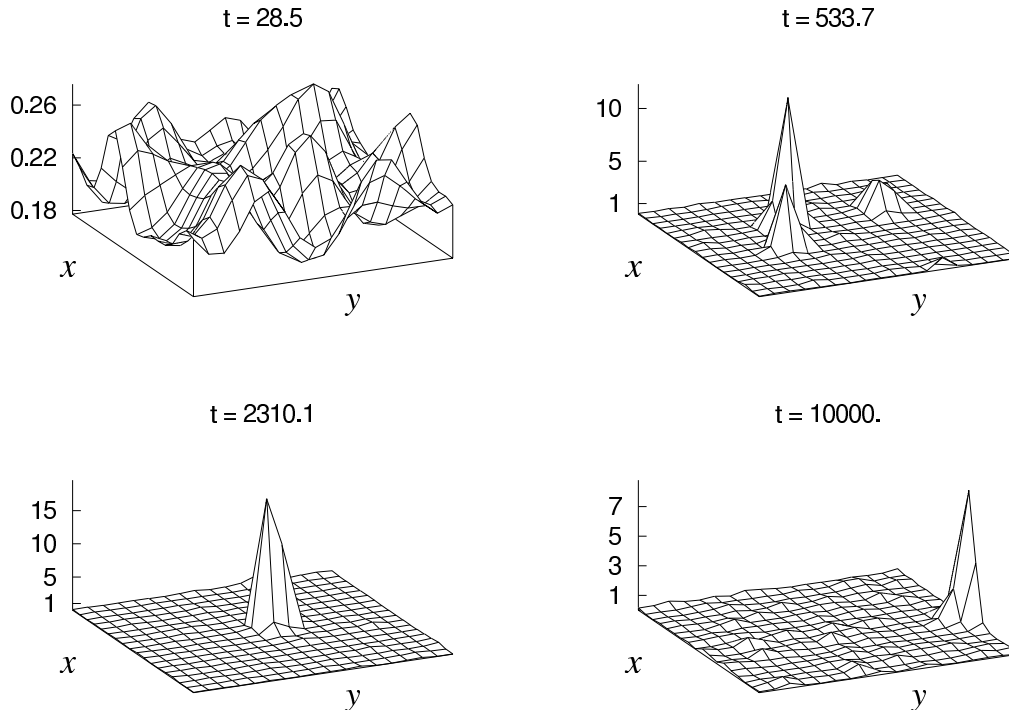 t = 28.5
0.26
0.22
0.18
x
y
t = 533.7
10
5
1
x
y
t = 2310.1
15
10
5
1
x
y
t = 10000.
7
5
3
1
x
y